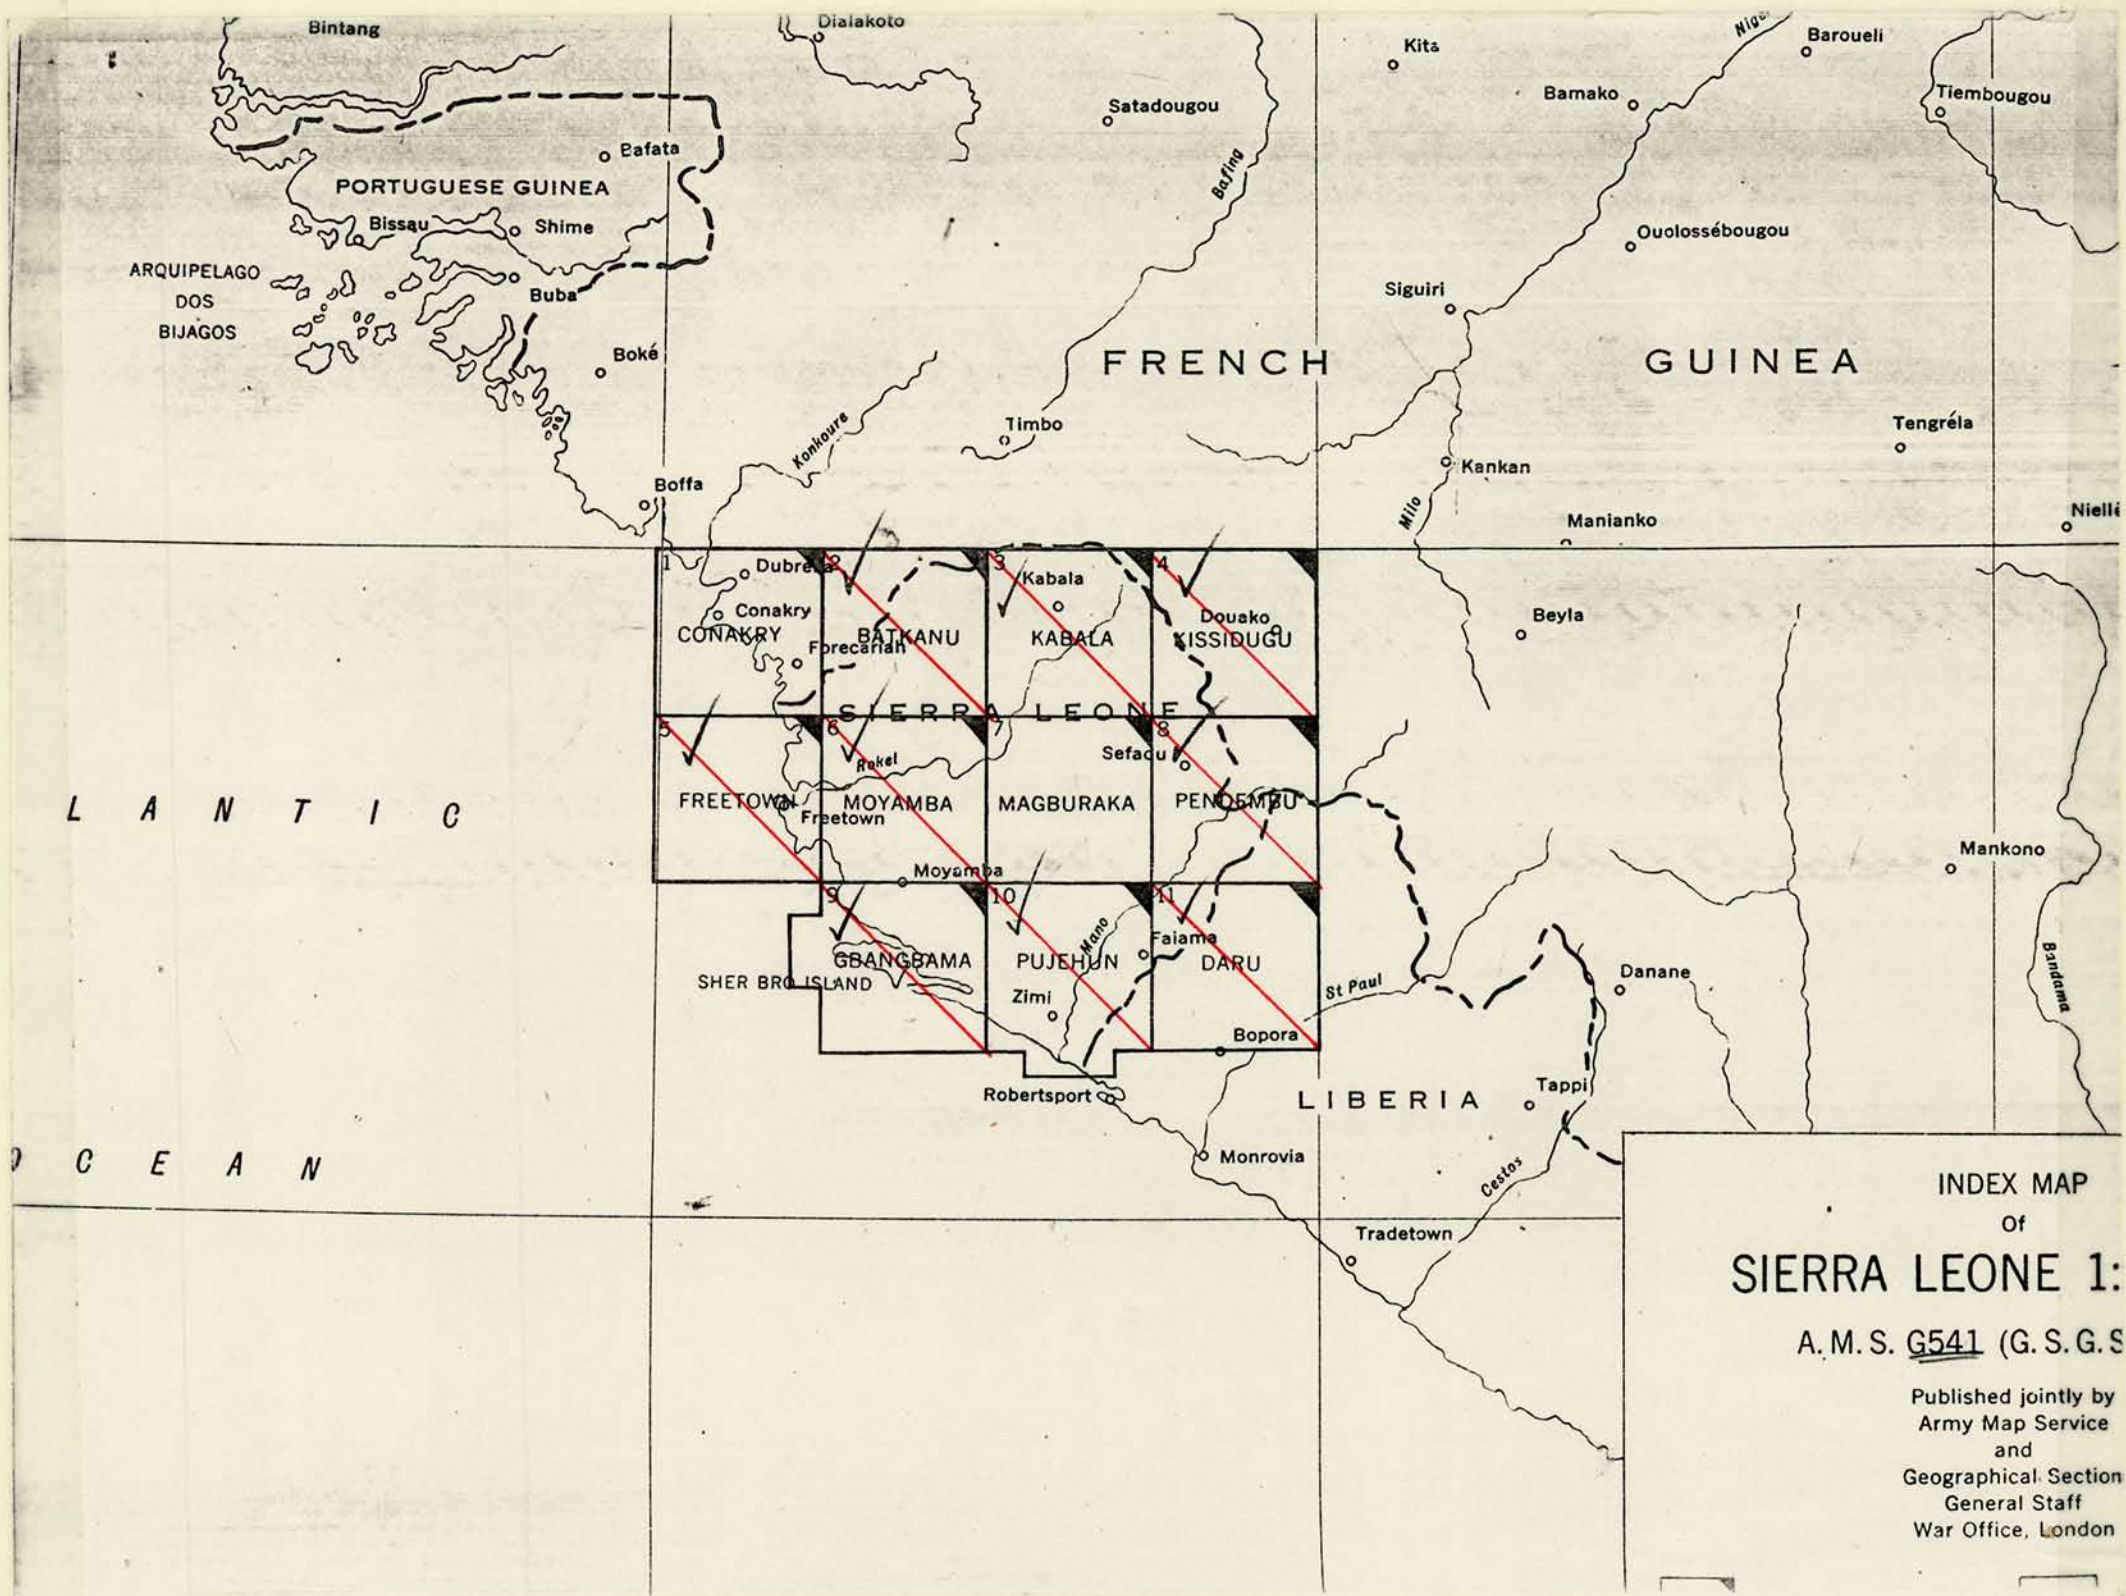 Bintang
Dialakoto
Kita
Niger
Baroueli
Bamako
Tiembougou
Satadougou
Bafata
PORTUGUESE GUINEA
Bafing
Bissau
Shime
Ouolossébougou
ARQUIPELAGO
DOS
BIJAGOS
Buba
Siguiri
Boké
FRENCH GUINEA
Konkoure
Timbo
Tengréla
Kankan
Boffa
Milo
Manianko
Niellé
1
2
3
4
Dubreka
Kabala
Conakry
Douako
Beyla
CONAKRY
BATKANU
KABALA
KISSIDUGU
Forecariah
SIERRA LEONE
5
6
7
8
Rokel
Sefadu
FREETOWN
MOYAMBA
MAGBURAKA
PENDEMBU
Freetown
LANTIC
Mankono
Moyamba
9
10
11
Mano
Faiama
GBANGBAMA
PUJEHUN
DARU
SHER BRO ISLAND
Zimi
St Paul
Danane
Bandama
Bopora
Robertsport
LIBERIA
Tappi
Monrovia
OCEAN
Cestos
Tradetown
INDEX MAP
Of
SIERRA LEONE 1:
A.M.S. G541 (G.S.G.S
Published jointly by
Army Map Service
and
Geographical Section
General Staff
War Office, London